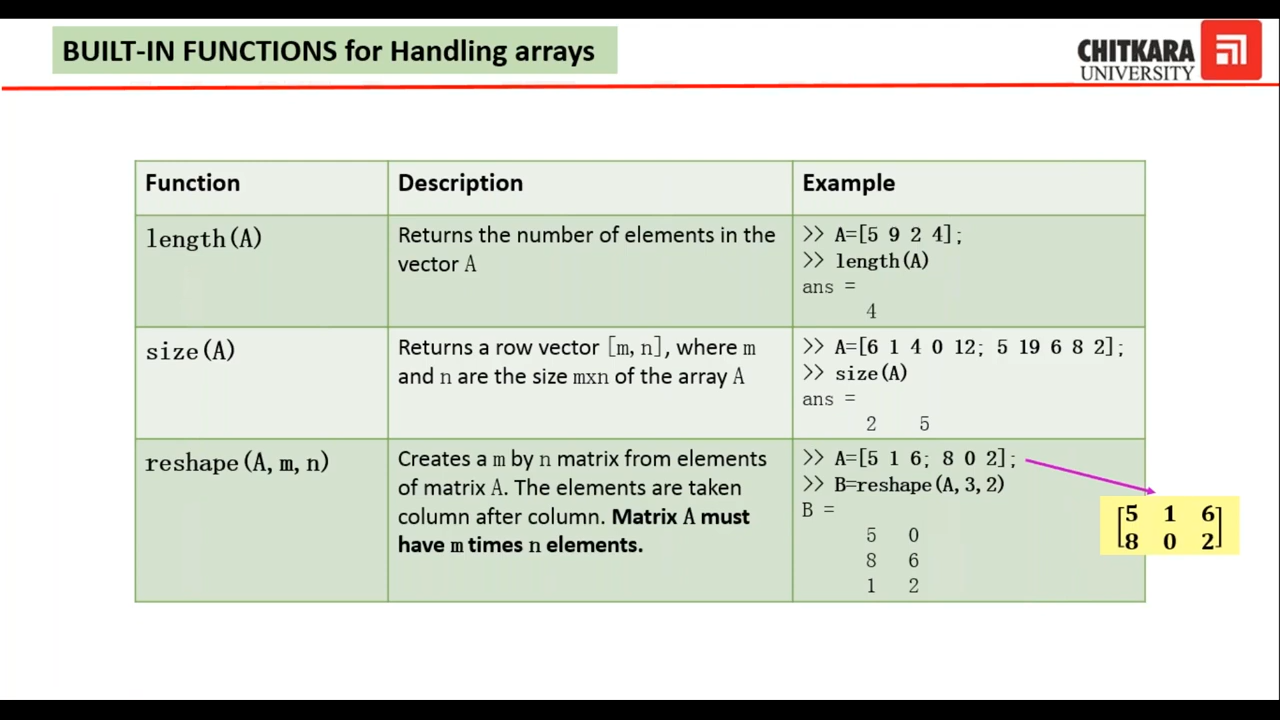 BUILT-IN FUNCTIONS for Handling arrays
CHITKARA
UNIVERSITY
Function
Description
Example
length(A)
Returns the number of elements in the
vector A
>> A=[5 9 2 4];
>> length(A)
ans =
4
size(A)
Returns a row vector [m, n], where m
and n are the size mxn of the array A
>> A=[6 1 4 0 12; 5 19 6 8 2];
>> size(A)
ans =
2 5
reshape(A,m,n)
Creates a m by n matrix from elements
of matrix A. The elements are taken
column after column. Matrix A must
have m times n elements.
>> A=[5 1 6; 8 0 2];
>> B=reshape(A,3,2)
B =
5 0
8 6
1 2
5 1 6
8 0 2